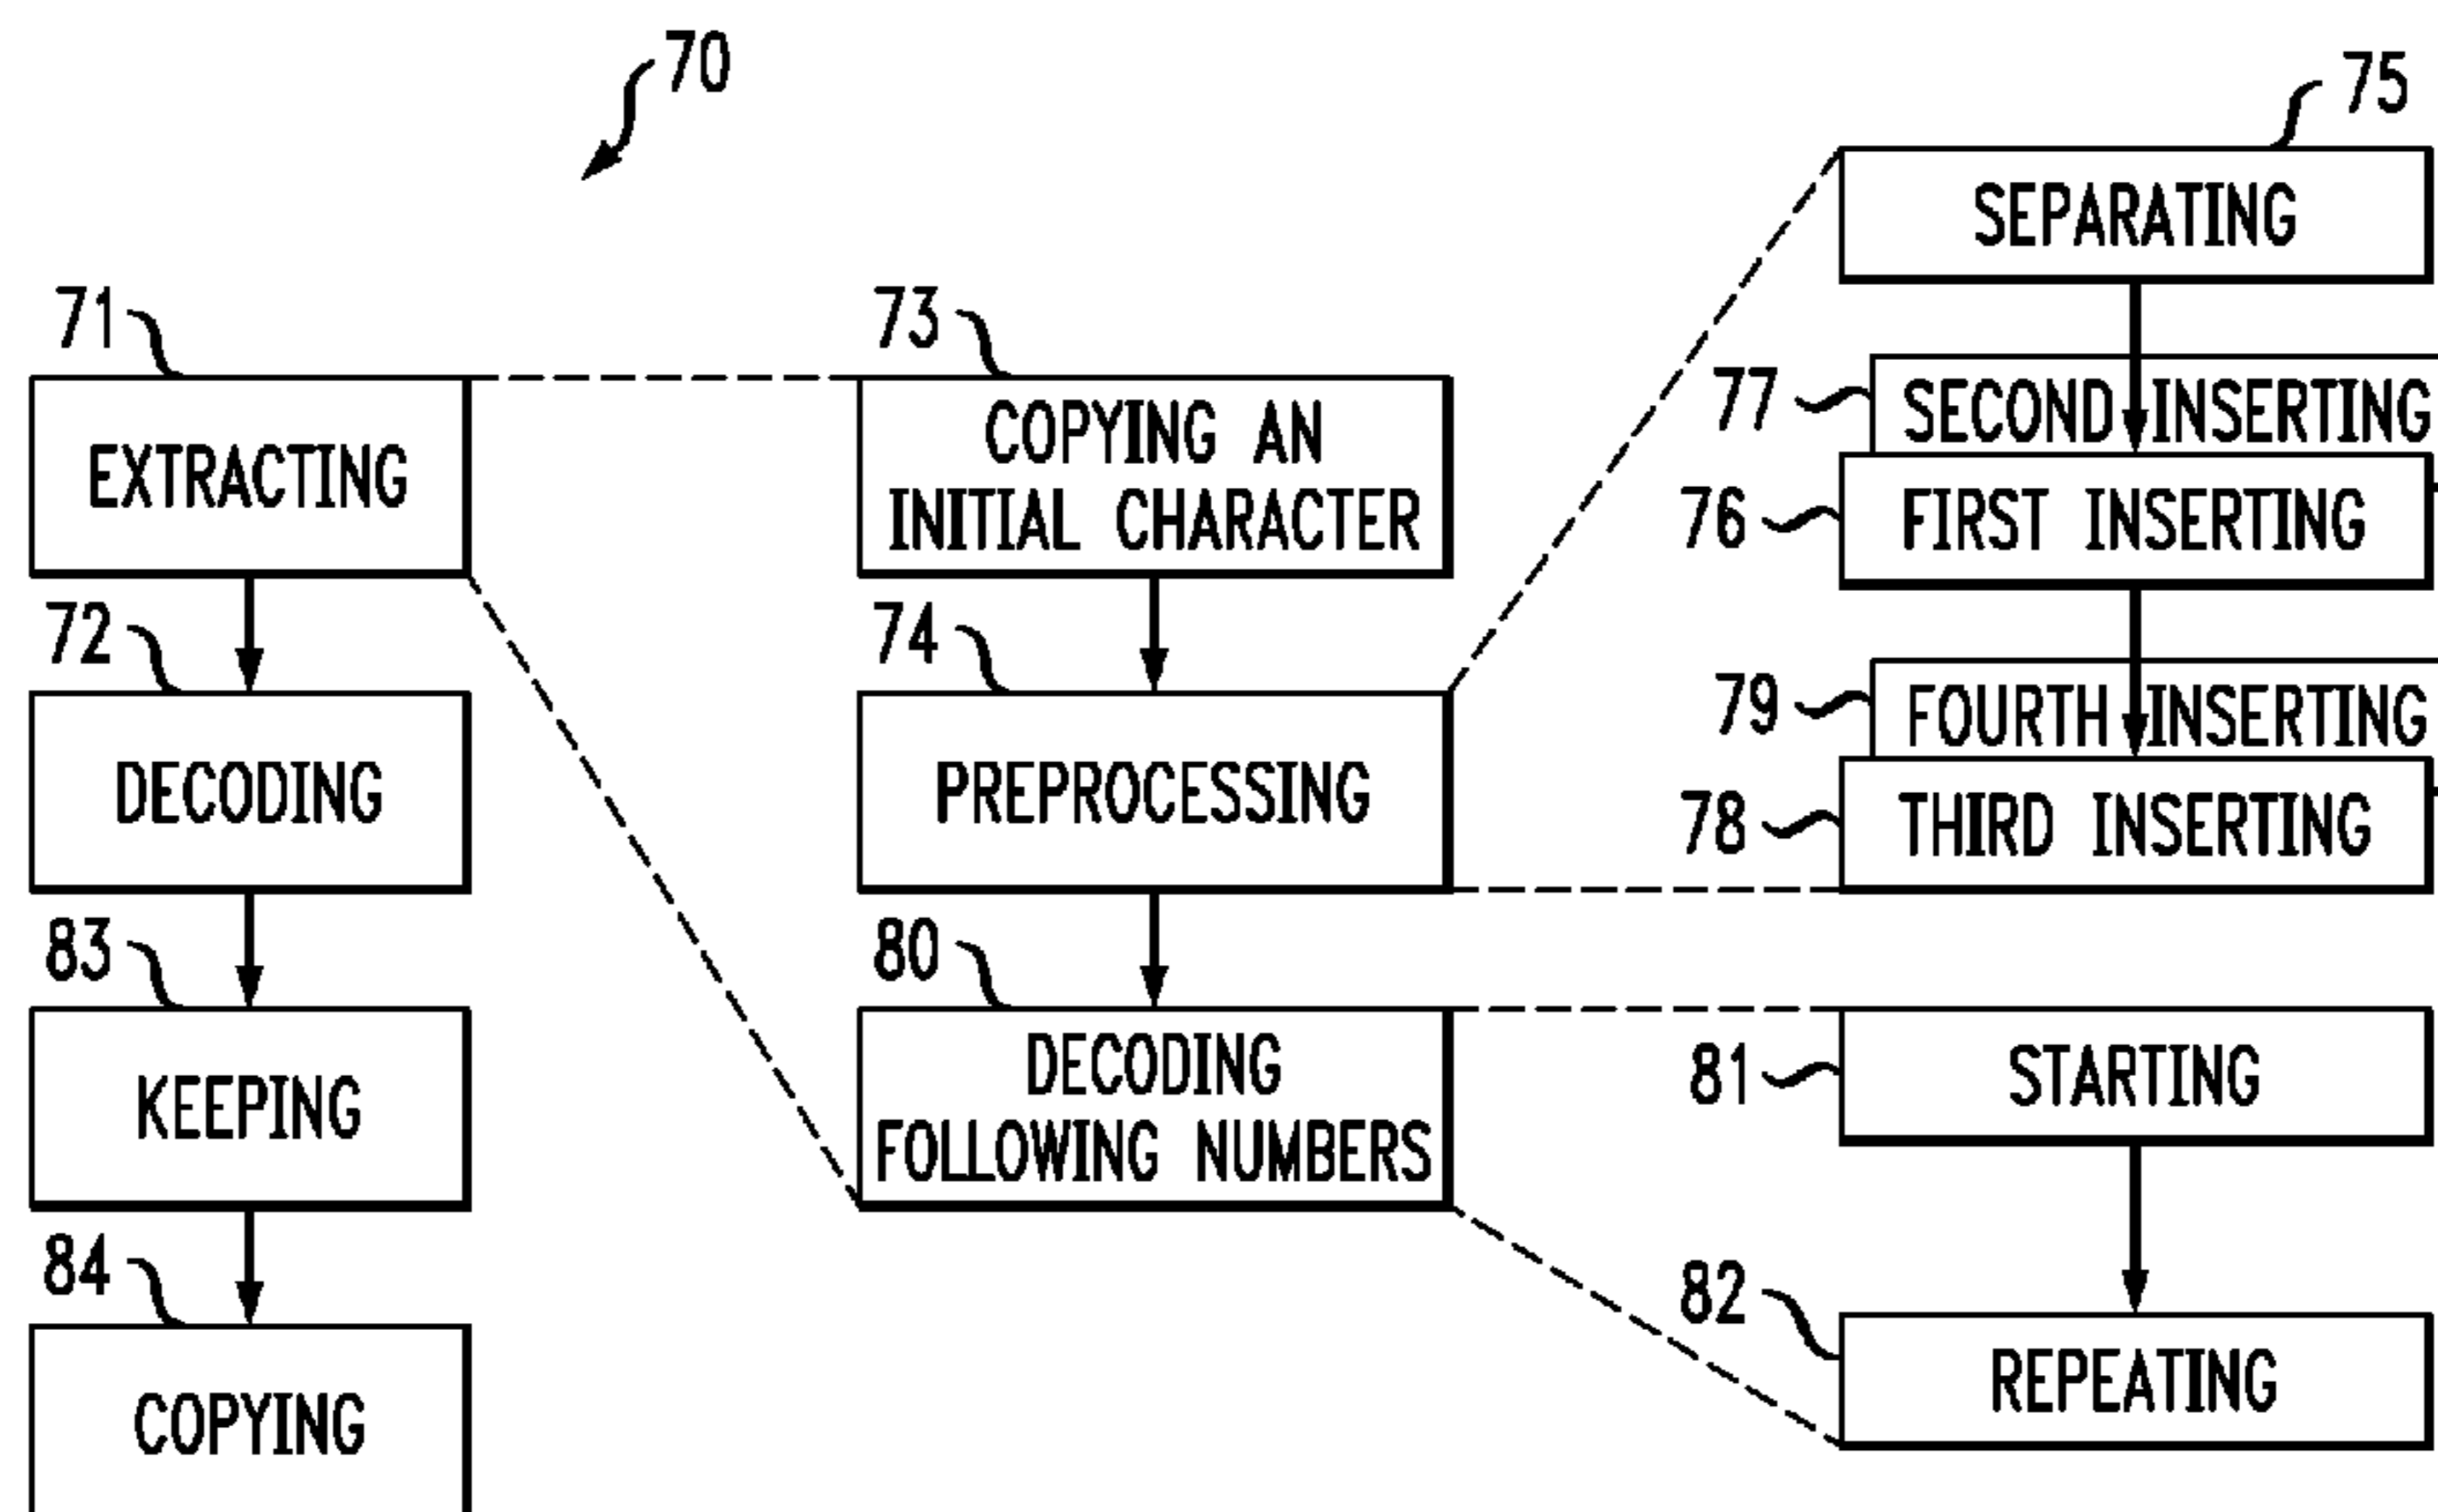 70
75
SEPARATING
71
73
77
SECOND INSERTING
EXTRACTING
COPYING AN
INITIAL CHARACTER
76
FIRST INSERTING
72
74
79
FOURTH INSERTING
DECODING
PREPROCESSING
78
THIRD INSERTING
83
80
KEEPING
DECODING
FOLLOWING NUMBERS
81
STARTING
84
82
REPEATING
COPYING